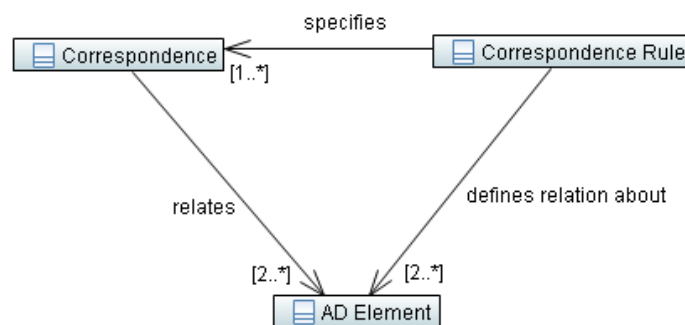 specifies
Correspondence
Correspondence Rule
[1..*]
relates
defines relation about
[2..*]
[2..*]
AD Element